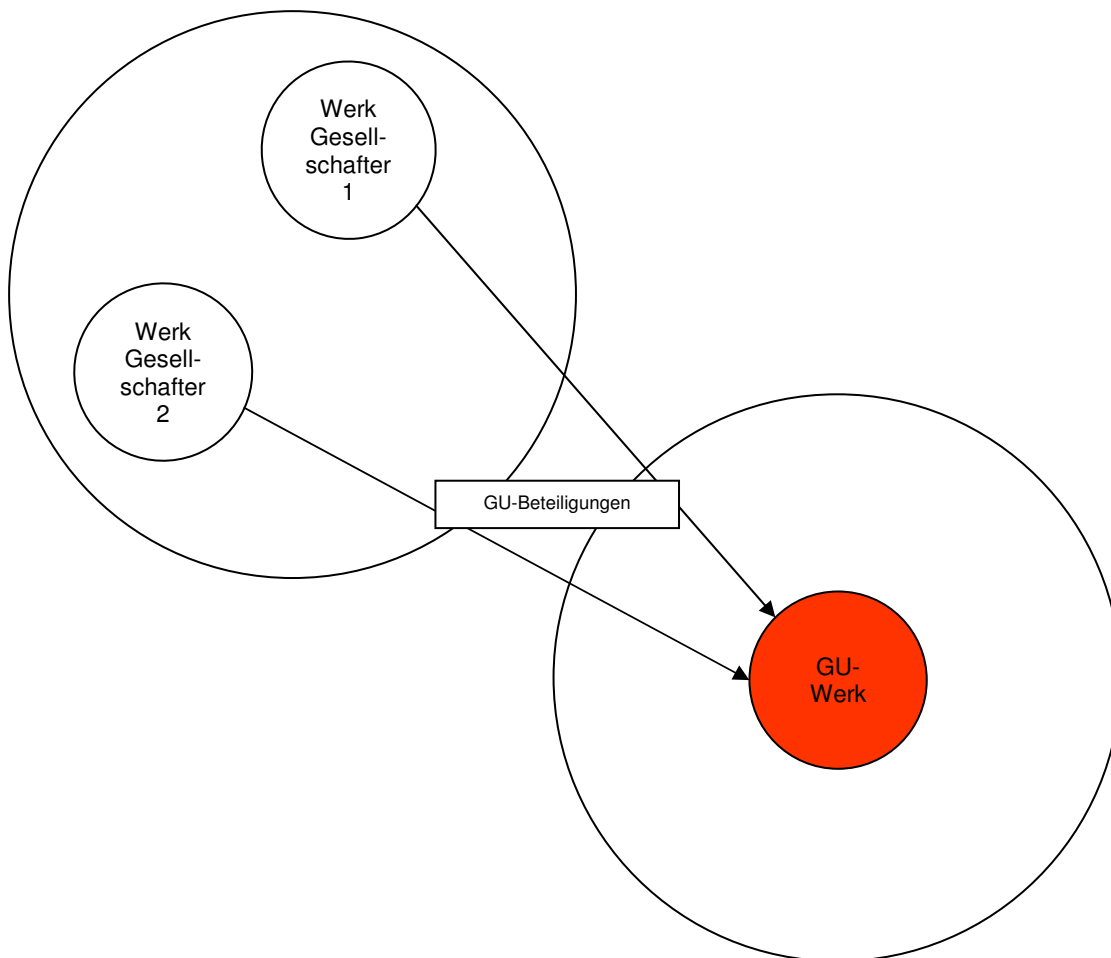 Werk
Gesell-
schafter
1
Werk
Gesell-
schafter
2
GU-Beteiligungen
GU-
Werk